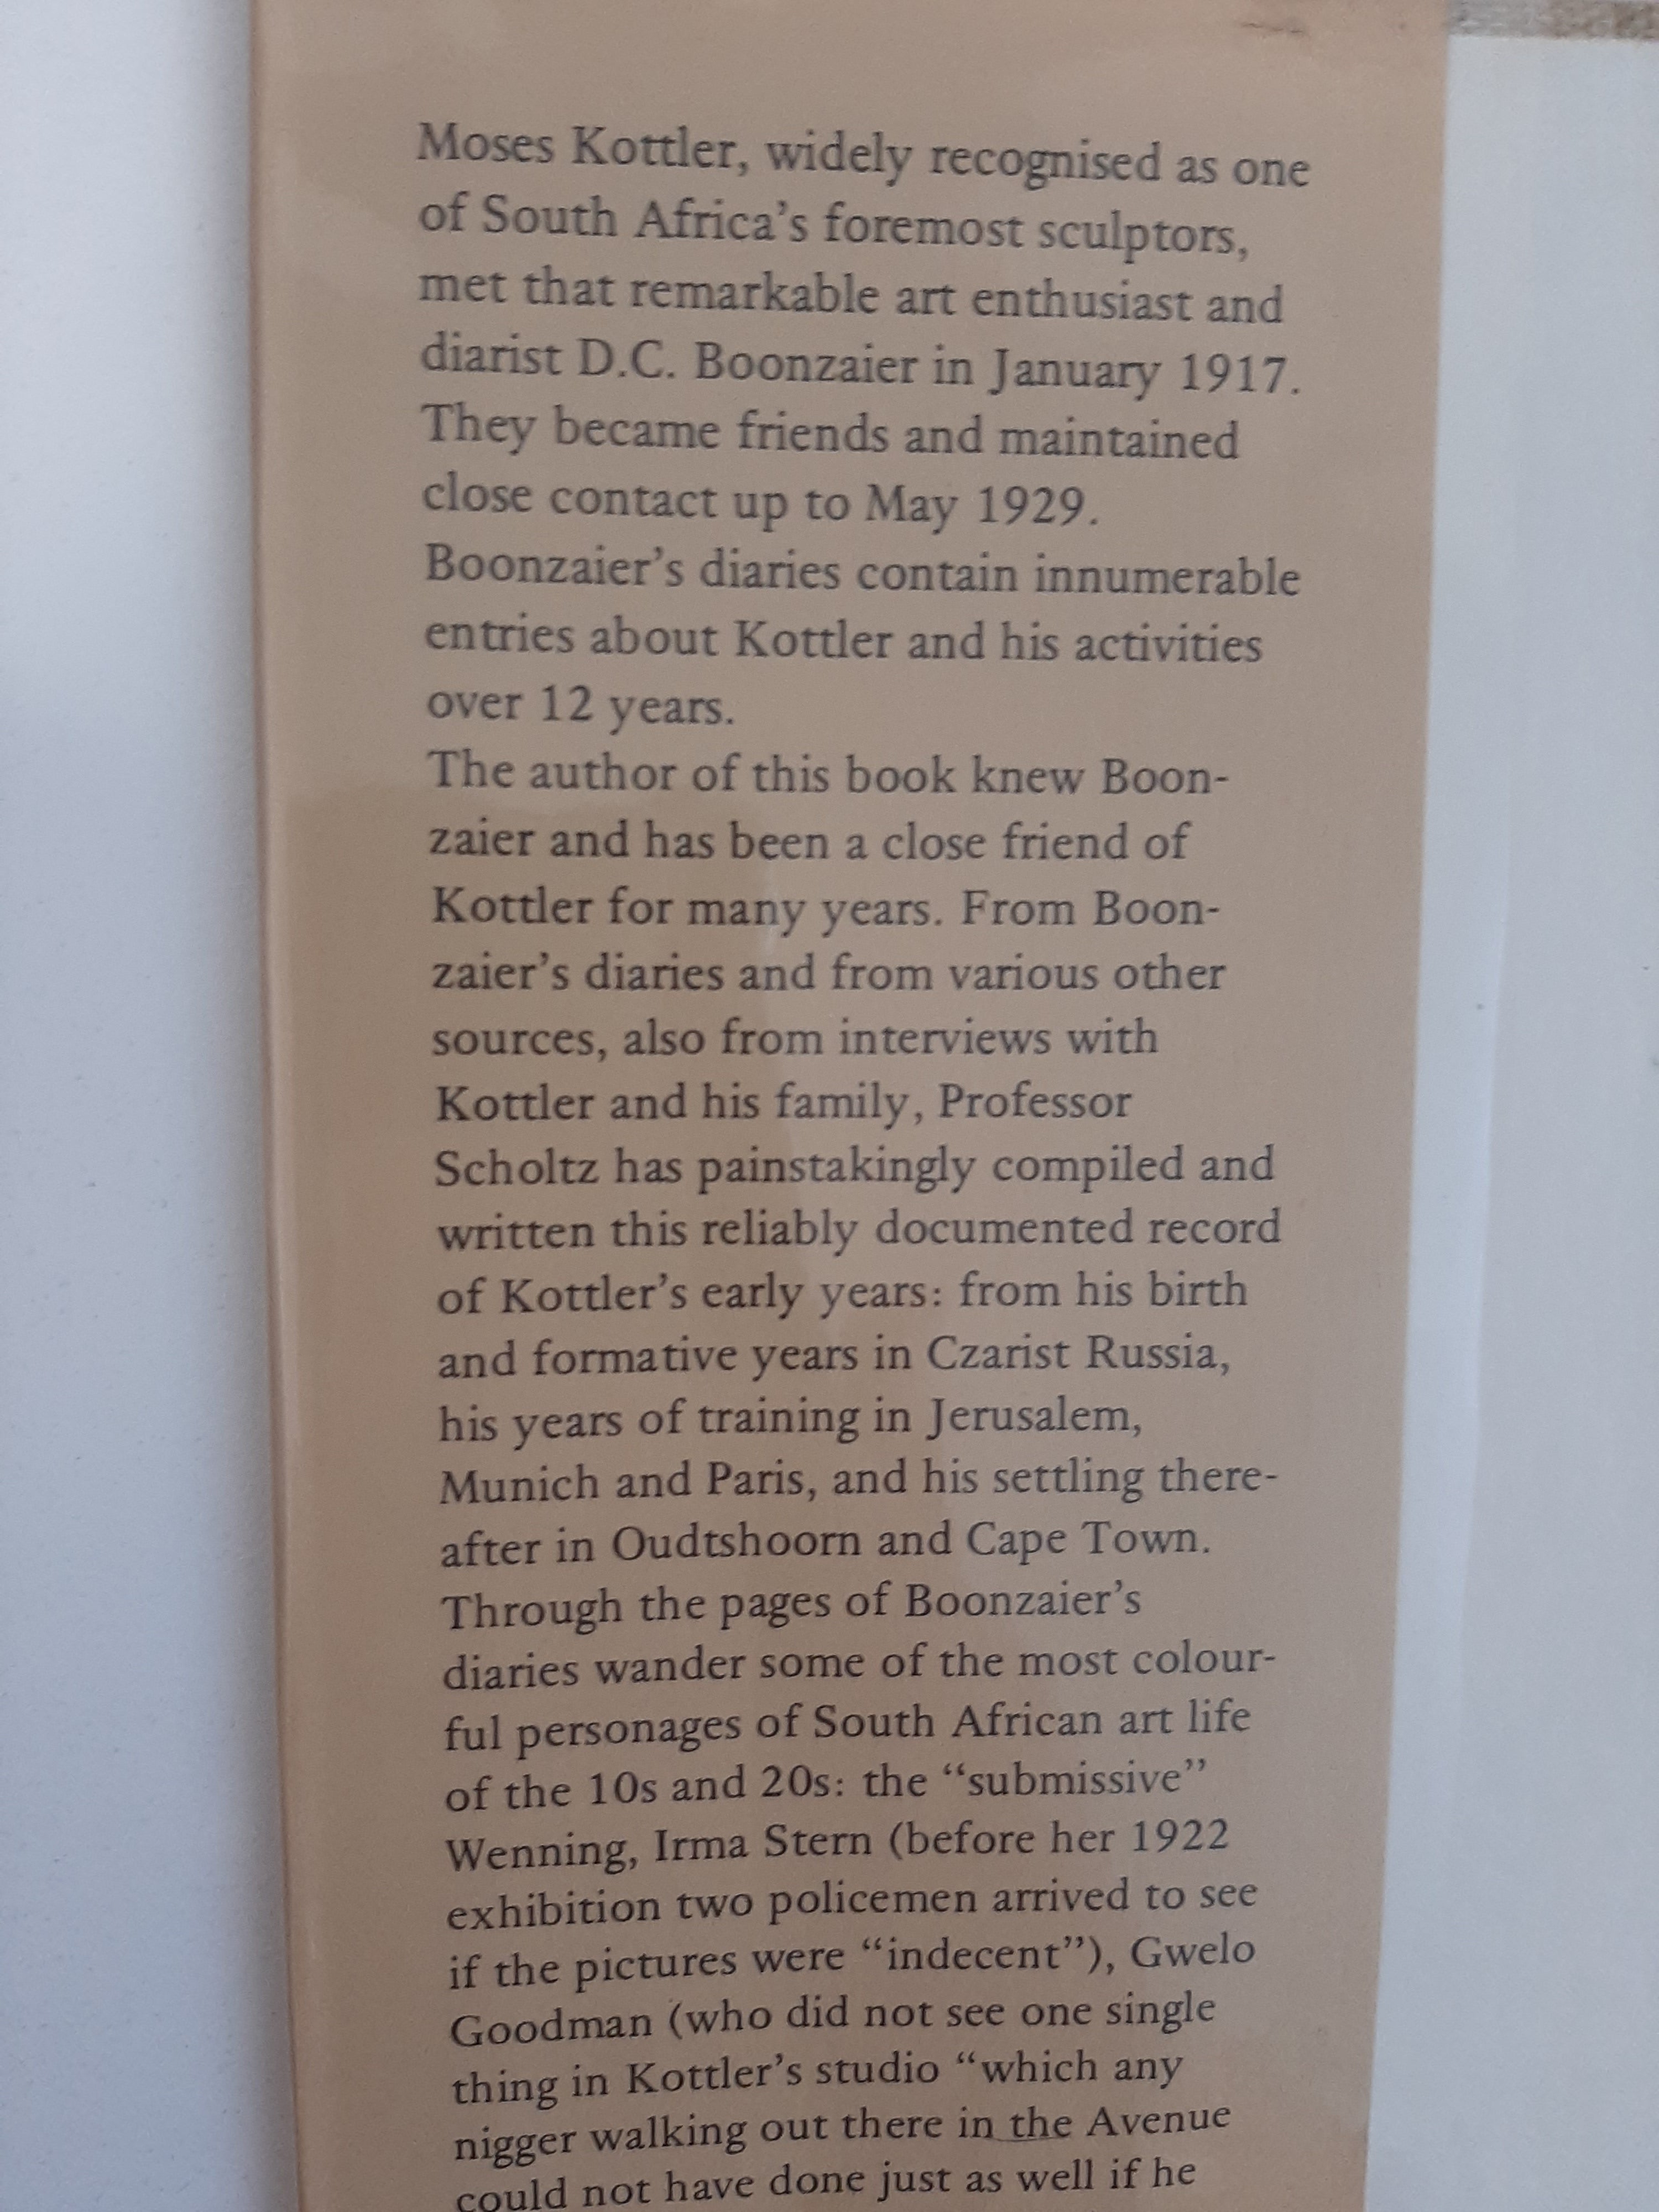 Moses Kottler, widely recognised as one
of South Africa's foremost sculptors,
met that remarkable art enthusiast and
diarist D.C. Boonzaier in January 1917.
They became friends and maintained
close contact up to May 1929.
Boonzaier's diaries contain innumerable
entries about Kottler and his activities
over 12 years.
The author of this book knew Boon-
zaier and has been a close friend of
Kottler for many years. From Boon-
zaier's diaries and from various other
sources, also from interviews with
Kottler and his family, Professor
Scholtz has painstakingly compiled and
written this reliably documented record
of Kottler's early years: from his birth
and formative years in Czarist Russia,
his years of training in Jerusalem,
Munich and Paris, and his settling there-
after in Oudtshoorn and Cape Town.
Through the pages of Boonzaier's
diaries wander some of the most colour-
ful personages of South African art life
of the 10s and 20s: the “submissive”
Wenning, Irma Stern (before her 1922
exhibition two policemen arrived to see
if the pictures were “indecent”), Gwelo
Goodman (who did not see one single
thing in Kottler's studio “which any
nigger walking out there in the Avenue
could not have done just as well if he